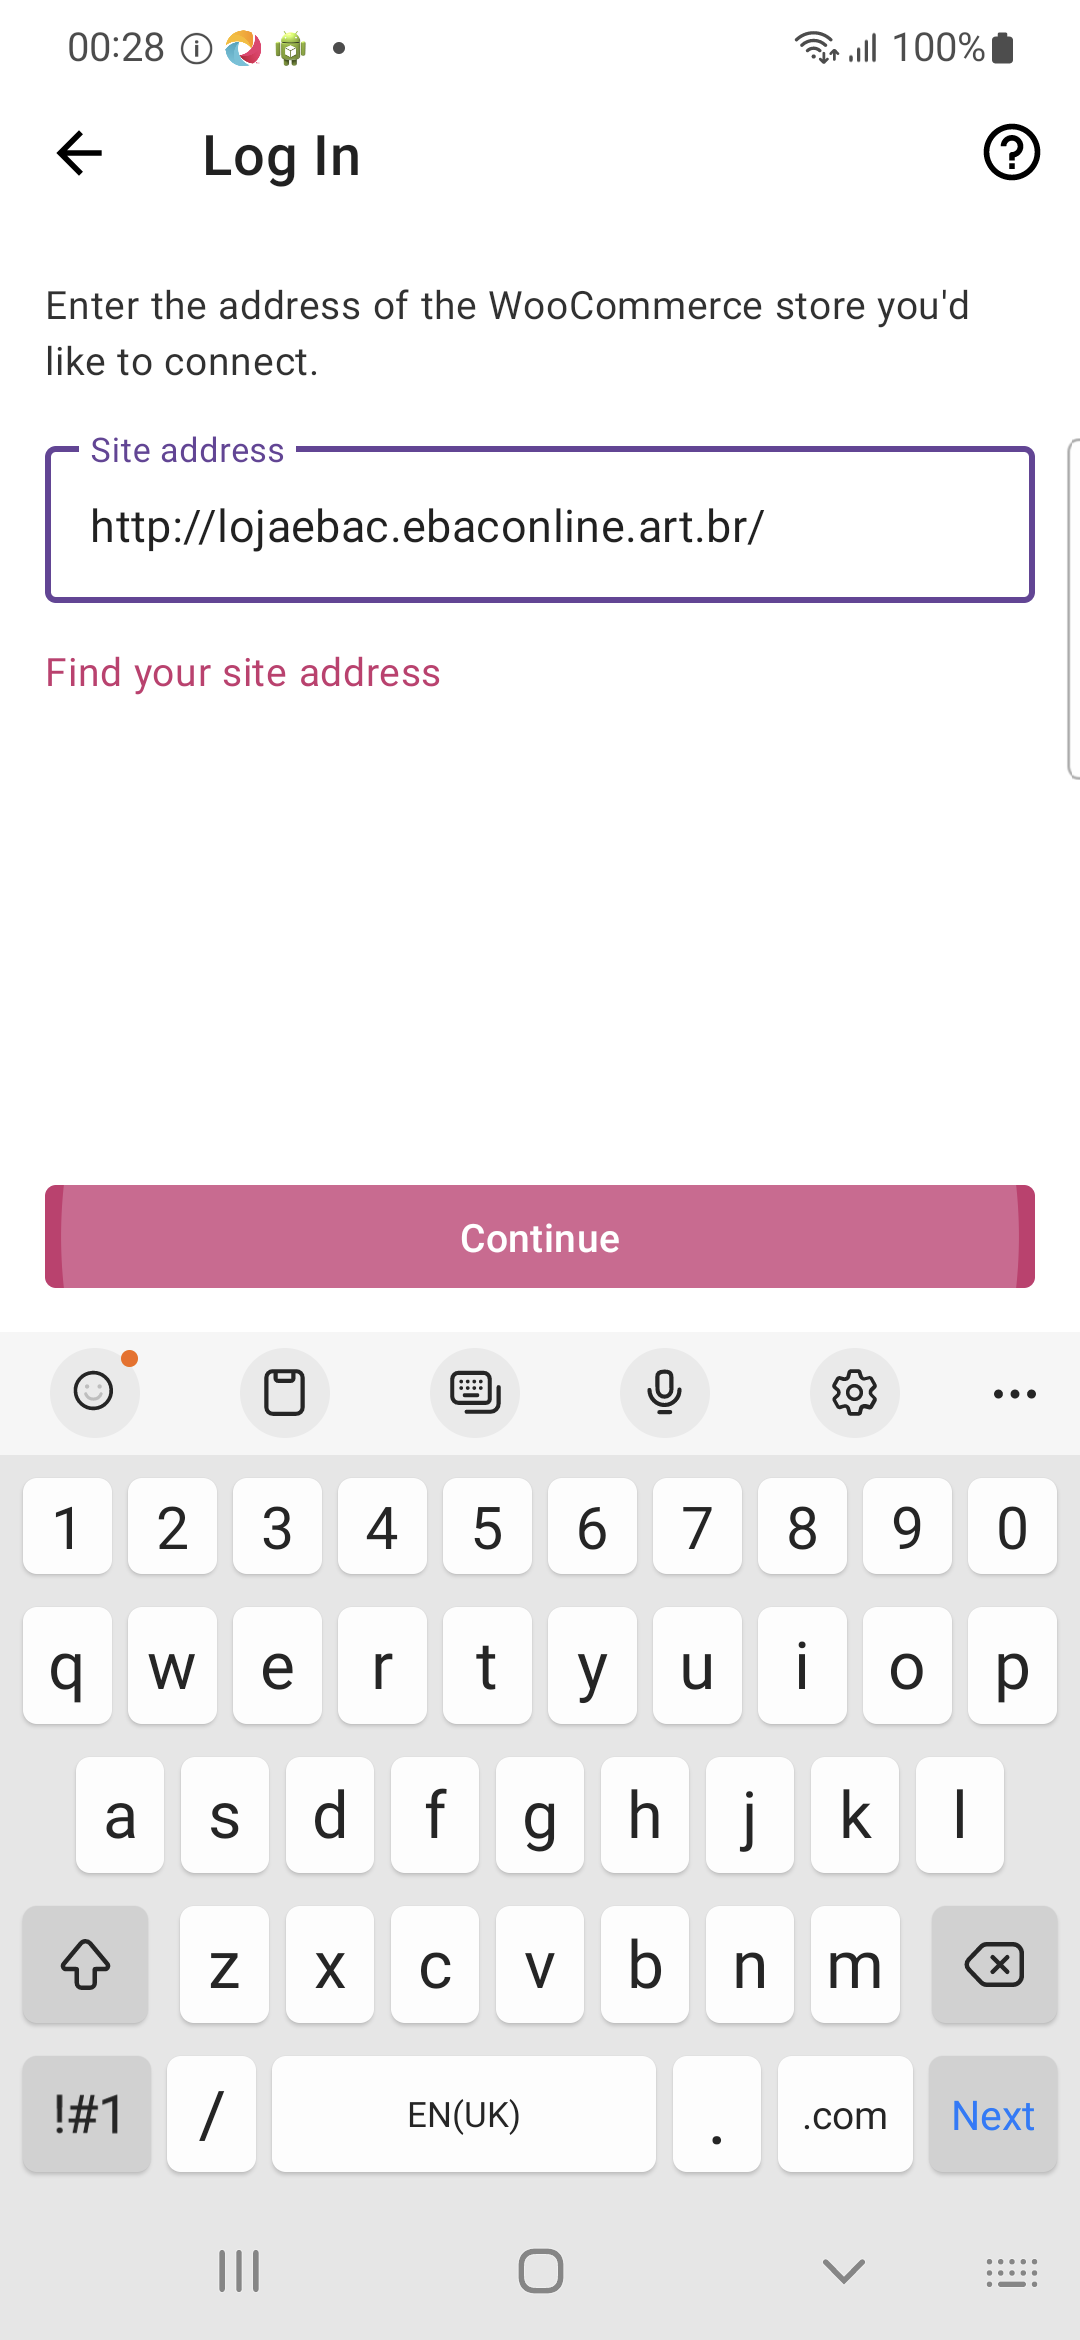 00:28
100%
Log In
Enter the address of the WooCommerce store you'd
like to connect.
Site address
http://lojaebac.ebaconline.art.br/
Find your site address
Continue
1 2 3 4 5 6 7 8 9 0
q w e r t y u i o p
a s d f g h j k l
z x c v b n m
!#1 / EN(UK) . .com Next